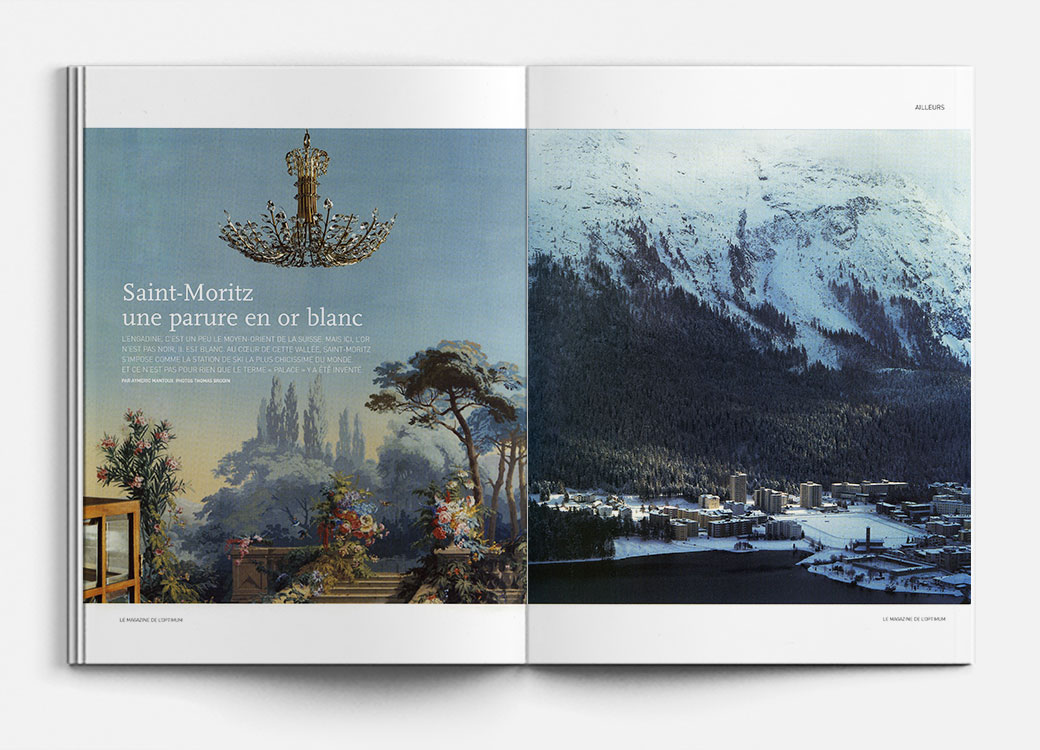 AILLEURS
Saint-Moritz
une parure en or blanc
L'ENGADINE, C'EST UN PEU LE MOYEN-ORIENT DE LA SUISSE. MAIS ICI, L'OR
N'EST PAS NOIR, IL EST BLANC. AU CŒUR DE CETTE VALLÉE, SAINT-MORITZ
S'IMPOSE COMME LA STATION DE SKI LA PLUS CHICISSIME DU MONDE.
ET CE N'EST PAS POUR RIEN QUE LE TERME « PALACE » Y A ÉTÉ INVENTÉ.
PAR AYMERIC MANTOUX PHOTOS THOMAS BRODIN
LE MAGAZINE DE L'OPTIMUM
LE MAGAZINE DE L'OPTIMUM